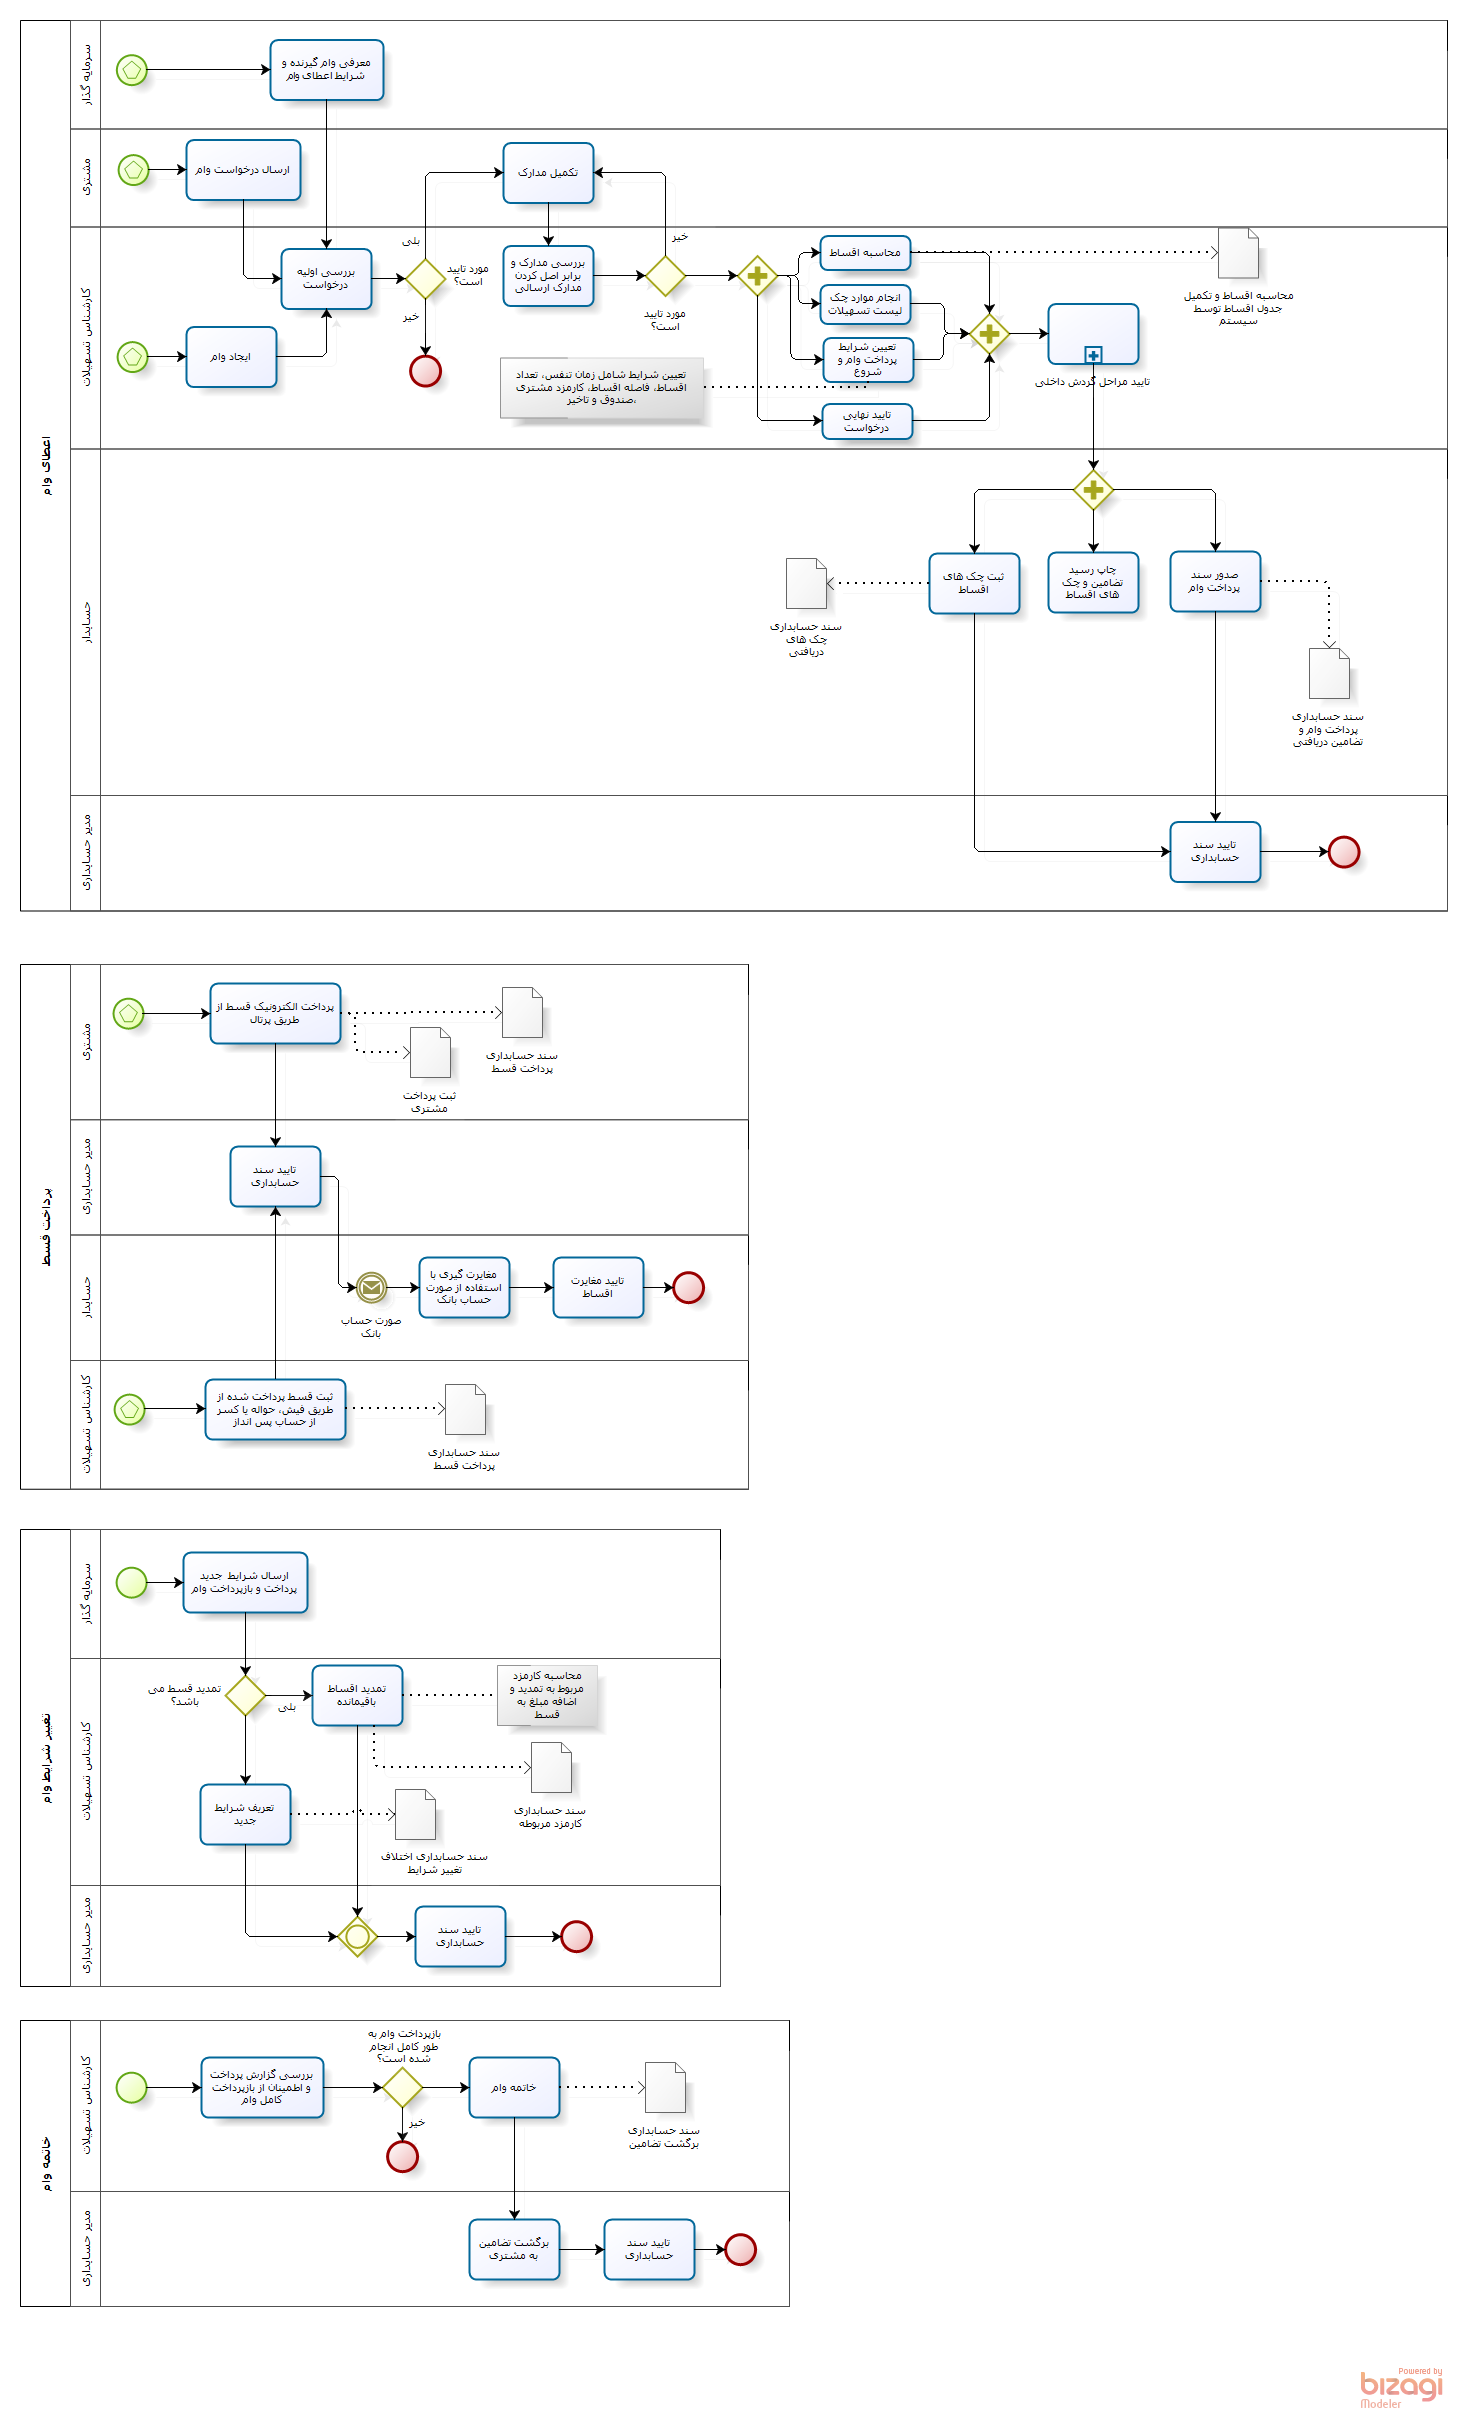 اعطای وام
سرمایه گذار
معرفی وام گیرنده و
شرایط اعطای وام
مشتری
ارسال درخواست وام
تکمیل مدارک
کارشناس تسهیلات
بررسی اولیه
درخواست
ایجاد وام
بلی
مورد تایید
است؟
خیر
بررسی مدارک و
برابر اصل کردن
مدارک ارسالی
خیر
مورد تایید
است؟
محاسبه اقساط
انجام موارد چک
لیست تسهیلات
تعیین شرایط
پرداخت وام و
شروع
تایید نهایی
درخواست
تعیین شرایط شامل زمان تنفس، تعداد
اقساط، فاصله اقساط، کارمزد مشتری
،صندوق و تاخیر
محاسبه اقساط و تکمیل
جدول اقساط توسط
سیستم
تایید مراحل گردش داخلی
حسابدار
ثبت چک های
اقساط
چاپ رسید
تضامین و چک
های اقساط
صدور سند
پرداخت وام
سند حسابداری
چک های
دریافتی
سند حسابداری
پرداخت وام و
تضامین دریافتی
مدیر حسابداری
تایید سند
حسابداری
پرداخت قسط
مشتری
پرداخت الکترونیک قسط از
طریق پرتال
سند حسابداری
پرداخت قسط
ثبت پرداخت
مشتری
مدیر حسابداری
تایید سند
حسابداری
حسابدار
صورت حساب
بانک
مغایرت گیری با
استفاده از صورت
حساب بانک
تایید مغایرت
اقساط
کارشناس تسهیلات
ثبت قسط پرداخت شده از
طریق فیش، حواله یا کسر
از حساب پس انداز
سند حسابداری
پرداخت قسط
تغییر شرایط وام
سرمایه گذار
ارسال شرایط جدید
پرداخت و بازپرداخت وام
کارشناس تسهیلات
تمدید قسط می
باشد؟
بلی
تمدید اقساط
باقیمانده
محاسبه کارمزد
مربوط به تمدید و
اضافه مبلغ به
قسط
سند حسابداری
کارمزد مربوطه
تعریف شرایط
جدید
سند حسابداری اختلاف
تغییر شرایط
مدیر حسابداری
تایید سند
حسابداری
خاتمه وام
کارشناس تسهیلات
بررسی گزارش پرداخت
و اطمینان از بازپرداخت
کامل وام
بازپرداخت وام به
طور کامل انجام
شده است؟
خیر
خاتمه وام
سند حسابداری
برگشت تضامین
مدیر حسابداری
برگشت تضامین
به مشتری
تایید سند
حسابداری
Powered by
bizagi
Modeler